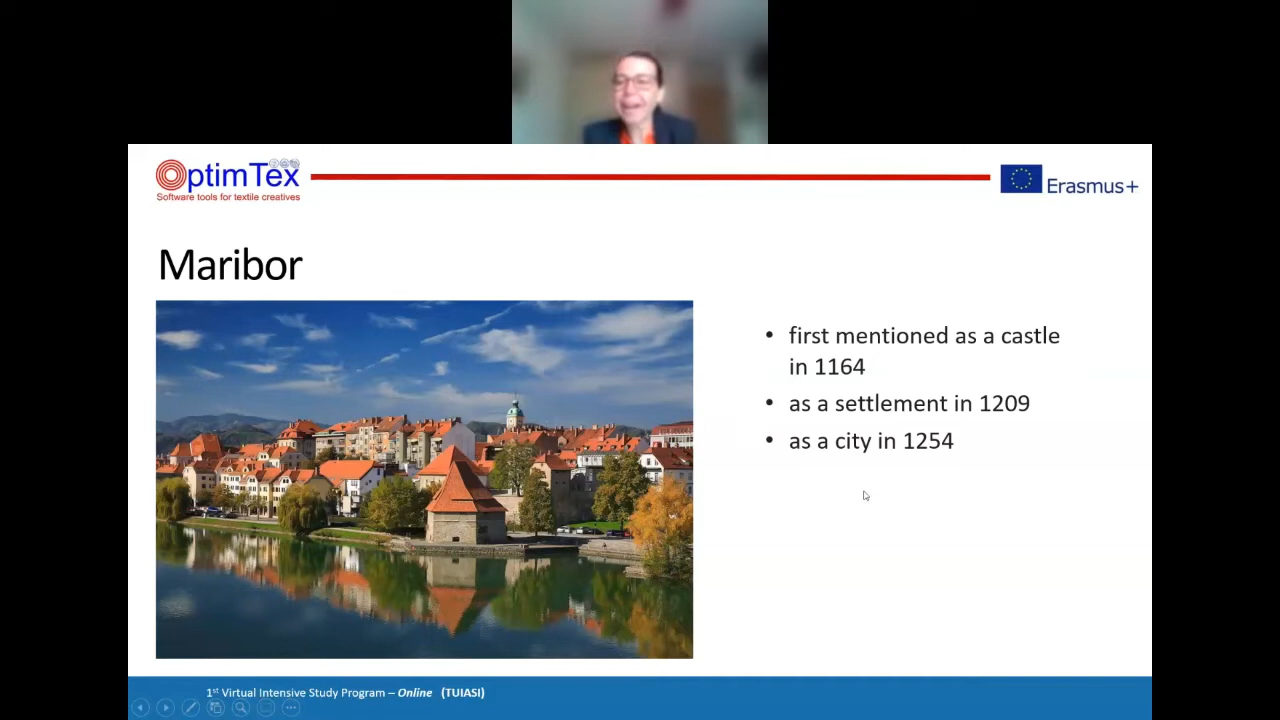 OptimTex
Software tools for textile creatives
Erasmus+
Maribor
• first mentioned as a castle
in 1164
• as a settlement in 1209
• as a city in 1254
1st Virtual Intensive Study Program – Online (TUIASI)